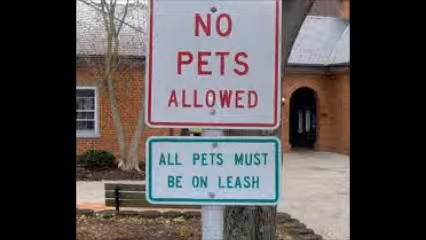 NO
PETS
ALLOWED
ALL PETS MUST
BE ON LEASH